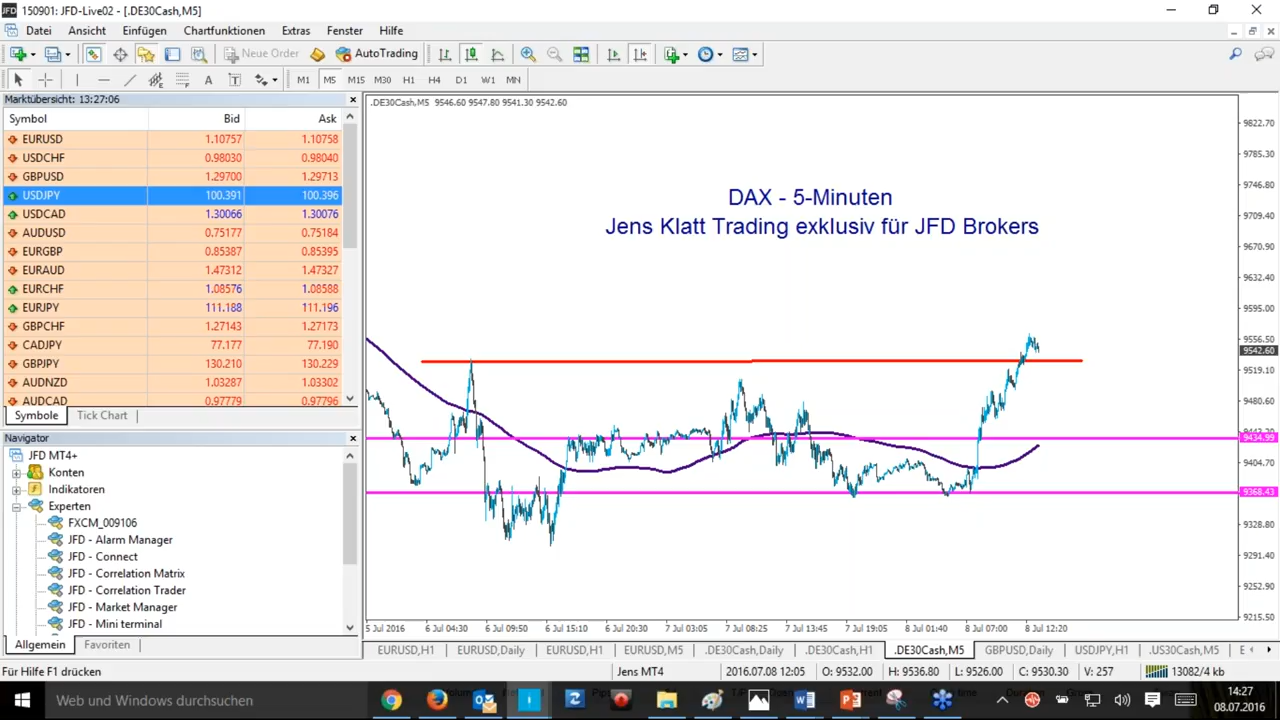 150901: JFD-Live02 - [.DE30Cash,M5]
Datei Ansicht Einfügen Chartfunktionen Extras Fenster Hilfe
New Order AutoTrading
M1 M5 M15 M30 H1 H4 D1 W1 MN
Marktübersicht: 13:27:06
Symbol Bid Ask
EURUSD 1.10757 1.10758
USDCHF 0.98030 0.98040
GBPUSD 1.29700 1.29713
USDJPY 100.391 100.396
USDCAD 1.30066 1.30076
AUDUSD 0.75177 0.75184
EURGBP 0.85387 0.85395
EURAUD 1.47312 1.47327
EURCHF 1.08576 1.08588
EURJPY 111.188 111.196
GBPCHF 1.27143 1.27173
CADJPY 77.177 77.190
GBPJPY 130.210 130.229
AUDNZD 1.03287 1.03302
AUDCAD 0.97779 0.97796
Symbole Tick Chart
Navigator
JFD MT4+
Konten
Indikatoren
Experten
FXCM_009106
JFD - Alarm Manager
JFD - Connect
JFD - Correlation Matrix
JFD - Correlation Trader
JFD - Market Manager
JFD - Mini terminal
Allgemein Favoriten
.DE30Cash,M5 9546.60 9547.80 9541.30 9542.60
DAX - 5-Minuten
Jens Klatt Trading exklusiv für JFD Brokers
9822.70
9785.30
9746.80
9709.40
9670.90
9632.40
9595.00
9556.50
9542.60
9519.10
9480.60
9434.99
9404.70
9368.43
9328.80
9291.40
9252.90
9215.50
5 Jul 2016 6 Jul 04:30 6 Jul 09:50 6 Jul 15:10 6 Jul 20:30 7 Jul 03:05 7 Jul 08:25 7 Jul 13:45 7 Jul 19:05 8 Jul 01:40 8 Jul 07:00 8 Jul 12:20
EURUSD,H1 EURUSD,Daily EURUSD,H1 EURUSD,M5 .DE30Cash,Daily .DE30Cash,H1 .DE30Cash,M5 GBPUSD,Daily USDJPY,H1 .US30Cash,M5 E
Für Hilfe F1 drücken Jens MT4 2016.07.08 12:05 O: 9532.00 H: 9536.80 L: 9526.00 C: 9530.30 V: 257 13082/4 kb
Web und Windows durchsuchen
14:27
08.07.2016